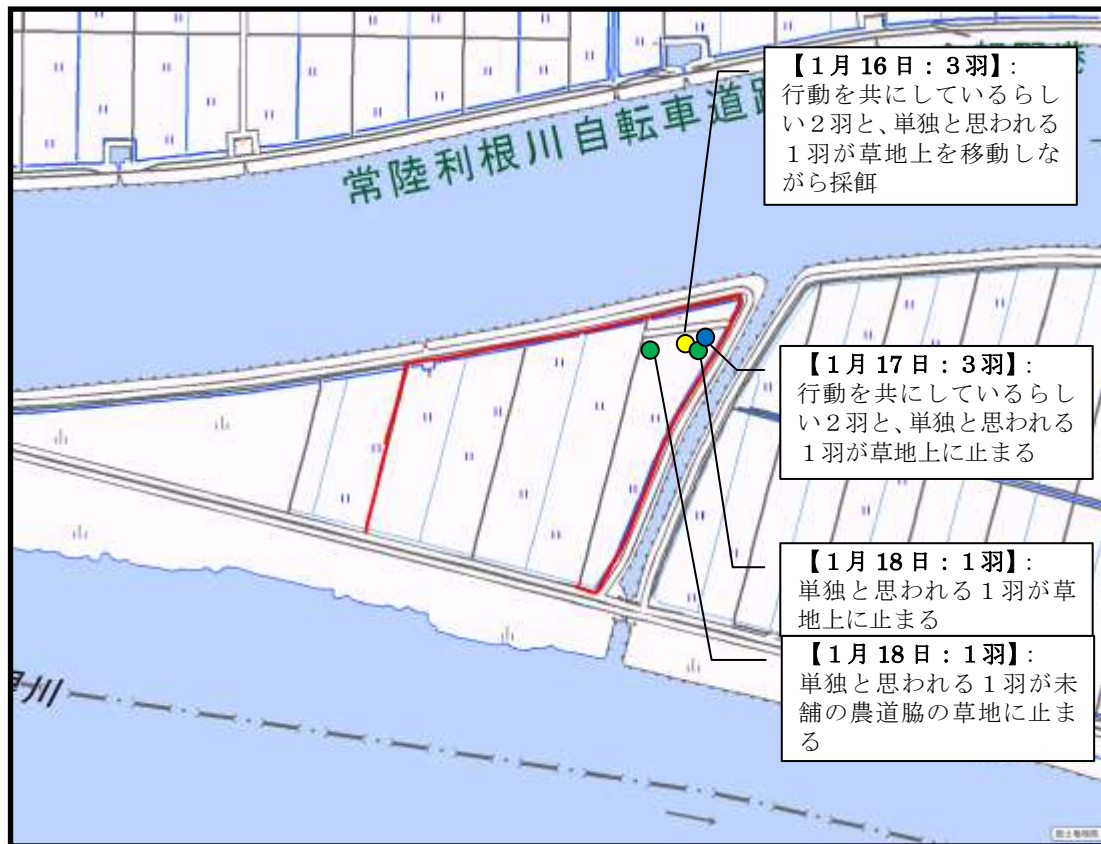 【1月16日：3羽】:
行動を共にしているらし
い2羽と、単独と思われる
1羽が草地上を移動しな
がら採餌
常陸利根川自転車道
【1月17日：3羽】:
行動を共にしているらし
い2羽と、単独と思われる
1羽が草地上に止まる
【1月18日：1羽】:
単独と思われる1羽が草
地上に止まる
【1月18日：1羽】:
単独と思われる1羽が未
舗の農道脇の草地に止ま
る
根川